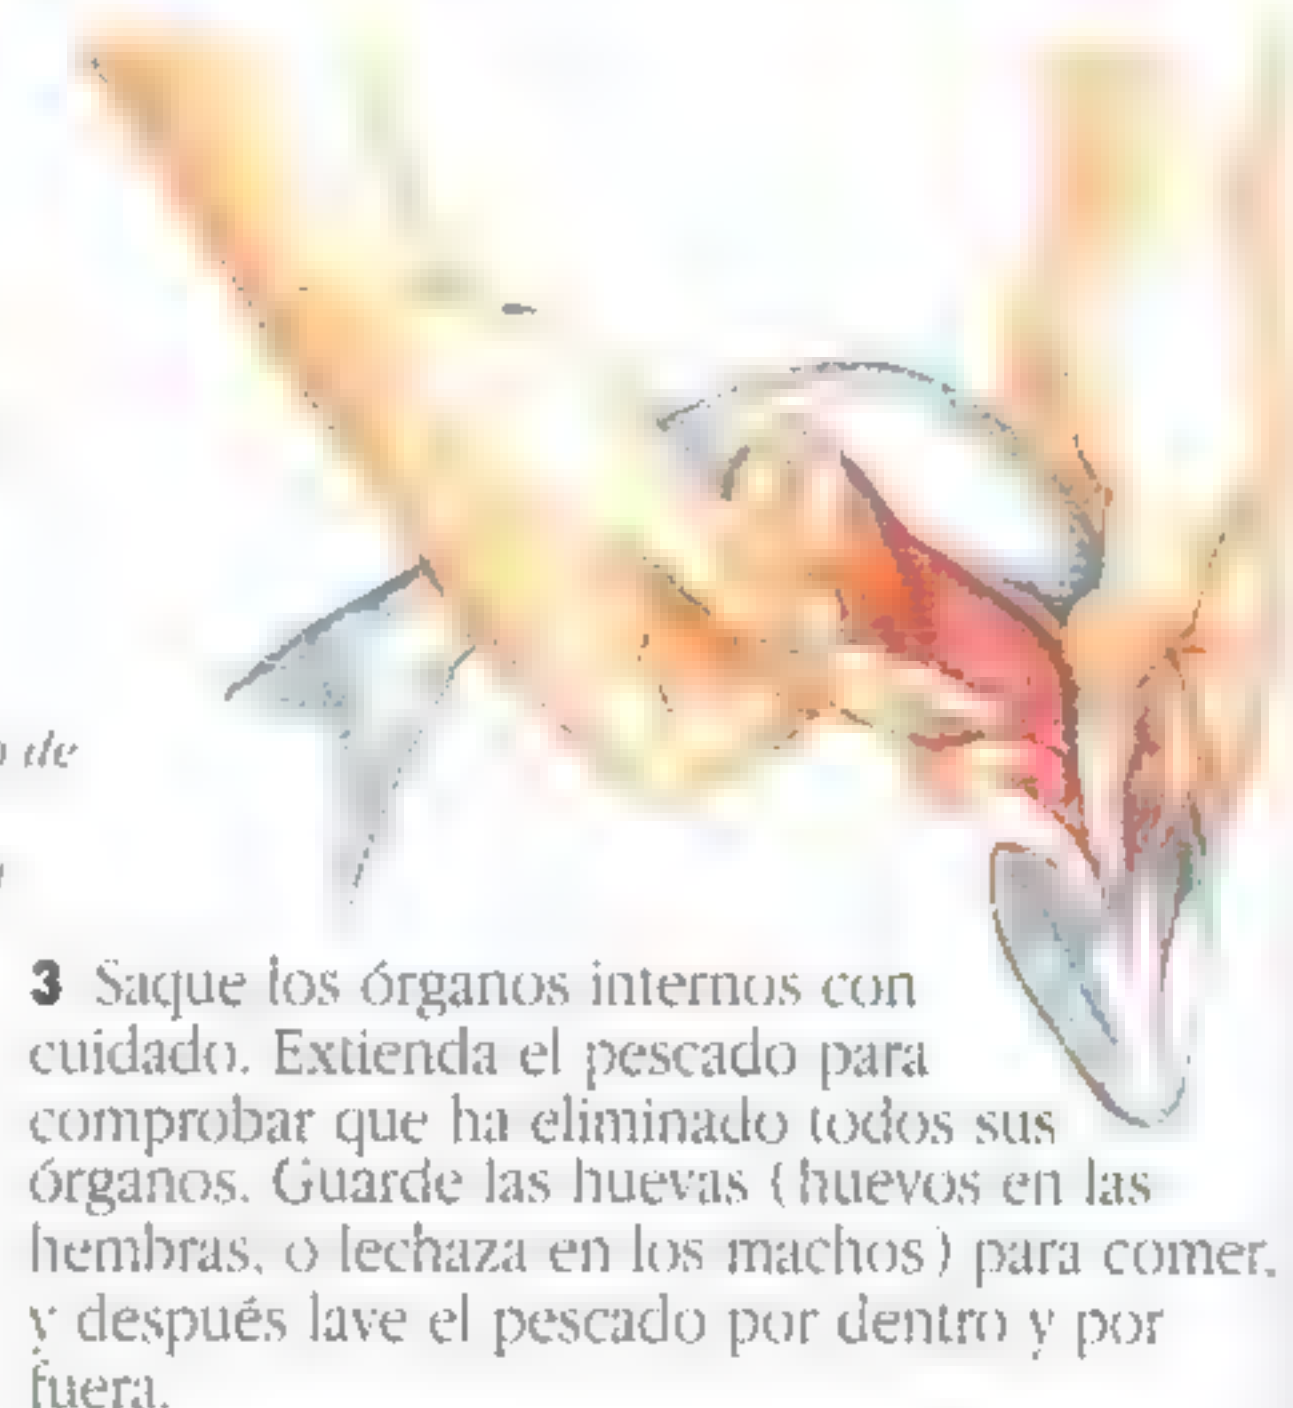 de
3 Saque los órganos internos con
cuidado. Extienda el pescado para
comprobar que ha eliminado todos sus
órganos. Guarde las huevas (huevos en las
hembras, o lechaza en los machos) para comer,
y después lave el pescado por dentro y por
fuera.